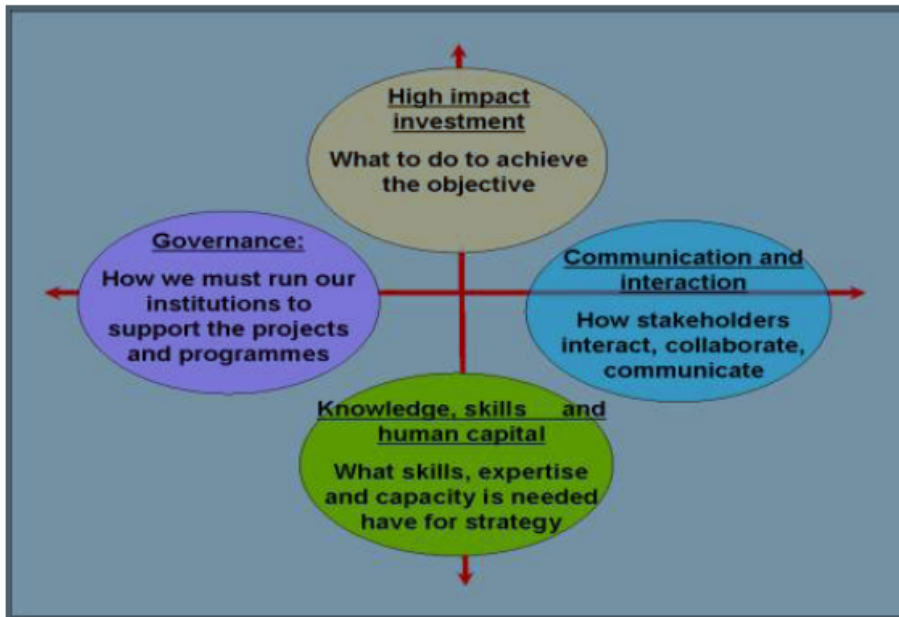 High impact
investment
What to do to achieve
the objective
Governance:
How we must run our
institutions to
support the projects
and programmes
Communication and
interaction
How stakeholders
interact, collaborate,
communicate
Knowledge, skills and
human capital
What skills, expertise
and capacity is needed
have for strategy